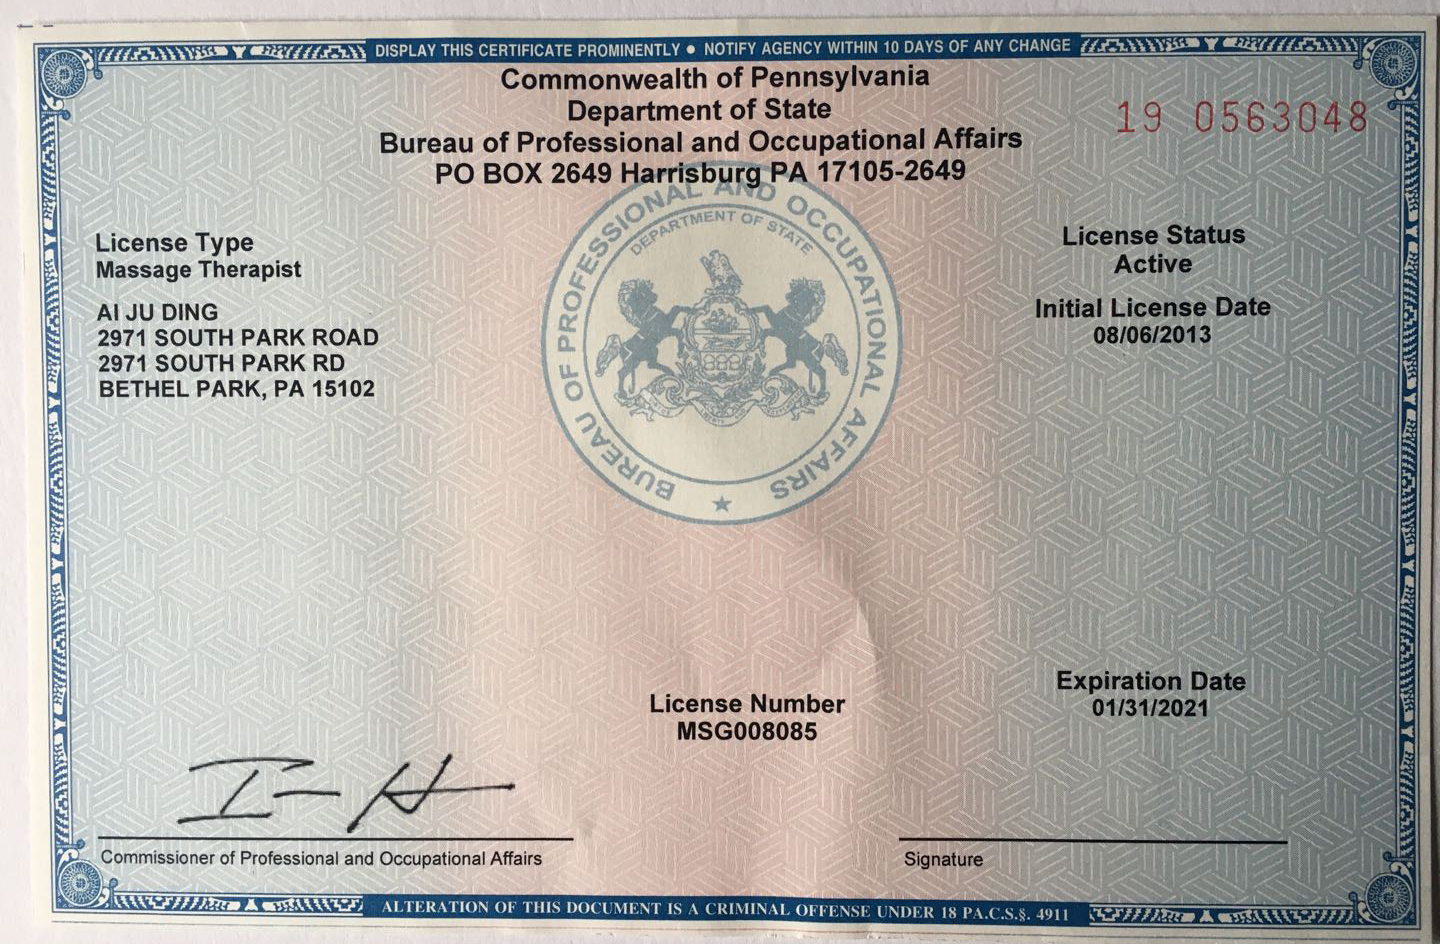 DISPLAY THIS CERTIFICATE PROMINENTLY ● NOTIFY AGENCY WITHIN 10 DAYS OF ANY CHANGE
Commonwealth of Pennsylvania
Department of State
Bureau of Professional and Occupational Affairs
PO BOX 2649 Harrisburg PA 17105-2649
19 0563048
BUREAU OF PROFESSIONAL AND OCCUPATIONAL AFFAIRS
DEPARTMENT OF STATE
License Type
Massage Therapist
AI JU DING
2971 SOUTH PARK ROAD
2971 SOUTH PARK RD
BETHEL PARK, PA 15102
License Status
Active
Initial License Date
08/06/2013
License Number
MSG008085
Expiration Date
01/31/2021
Commissioner of Professional and Occupational Affairs
Signature
ALTERATION OF THIS DOCUMENT IS A CRIMINAL OFFENSE UNDER 18 PA.C.S.§. 4911